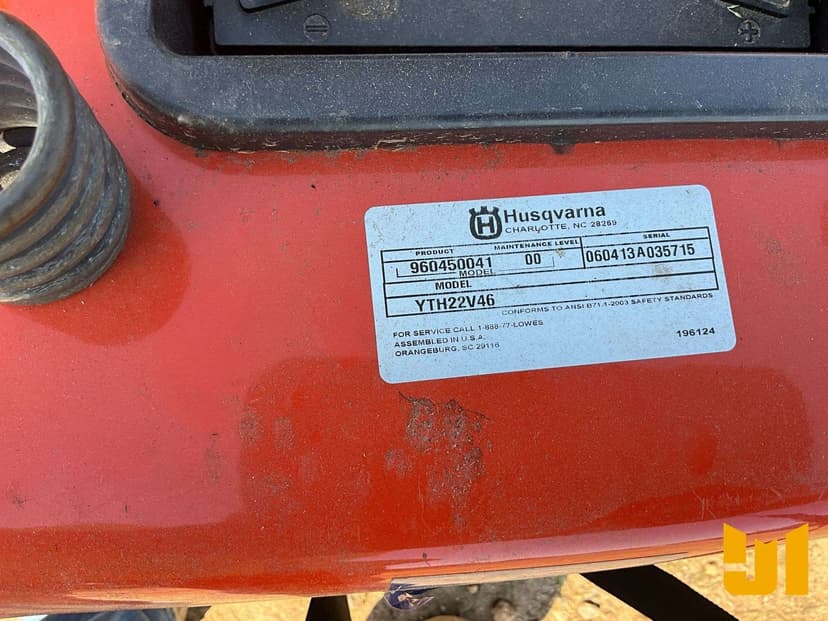 H Husqvarna
CHARLOTTE, NC 28269
PRODUCT MAINTENANCE LEVEL SERIAL
960450041 00 060413A035715
MODEL
MODEL
YTH22V46 CONFORMS TO ANSI B71.1-2003 SAFETY STANDARDS
FOR SERVICE CALL 1-888-77-LOWES
ASSEMBLED IN U.S.A. 196124
ORANGEBURG, SC 29116